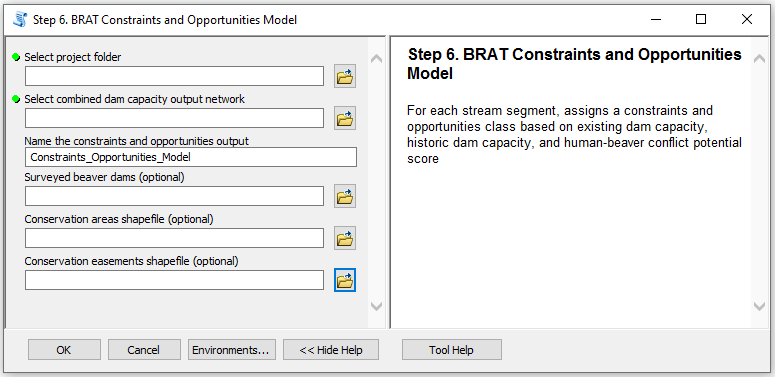 Step 6. BRAT Constraints and Opportunities Model
Select project folder
Select combined dam capacity output network
Name the constraints and opportunities output
Constraints_Opportunities_Model
Surveyed beaver dams (optional)
Conservation areas shapefile (optional)
Conservation easements shapefile (optional)
Step 6. BRAT Constraints and Opportunities
Model
For each stream segment, assigns a constraints and
opportunities class based on existing dam capacity,
historic dam capacity, and human-beaver conflict potential
score
OK
Cancel
Environments...
<< Hide Help
Tool Help